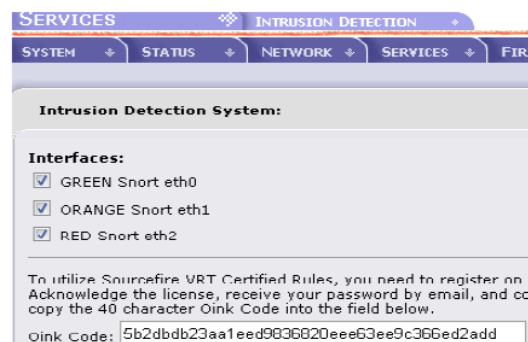 SERVICES INTRUSION DETECTION
SYSTEM STATUS NETWORK SERVICES FIR
Intrusion Detection System:
Interfaces:
GREEN Snort eth0
ORANGE Snort eth1
RED Snort eth2
To utilize Sourcefire VRT Certified Rules, you need to register on
Acknowledge the license, receive your password by email, and co
copy the 40 character Oink Code into the field below.
Oink Code: 5b2dbdb23aa1eed9836820eee63ee9c366ed2add